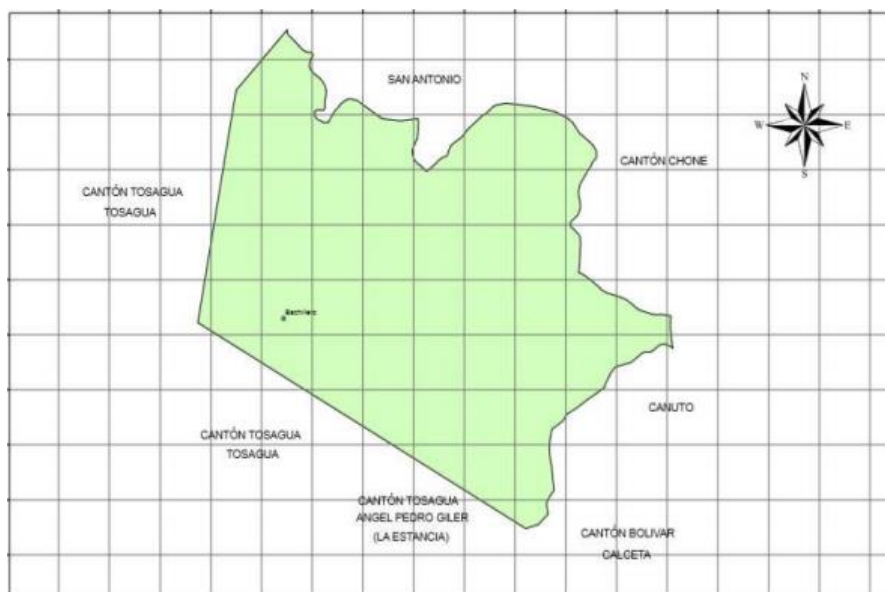 SAN ANTONIO
N
W E
S
CANTÓN CHONE
CANTÓN TOSAGUA
TOSAGUA
Bachillero
CANUTO
CANTÓN TOSAGUA
TOSAGUA
CANTÓN TOSAGUA
ANGEL PEDRO GILER
(LA ESTANCIA)
CANTÓN BOLIVAR
CALCETA